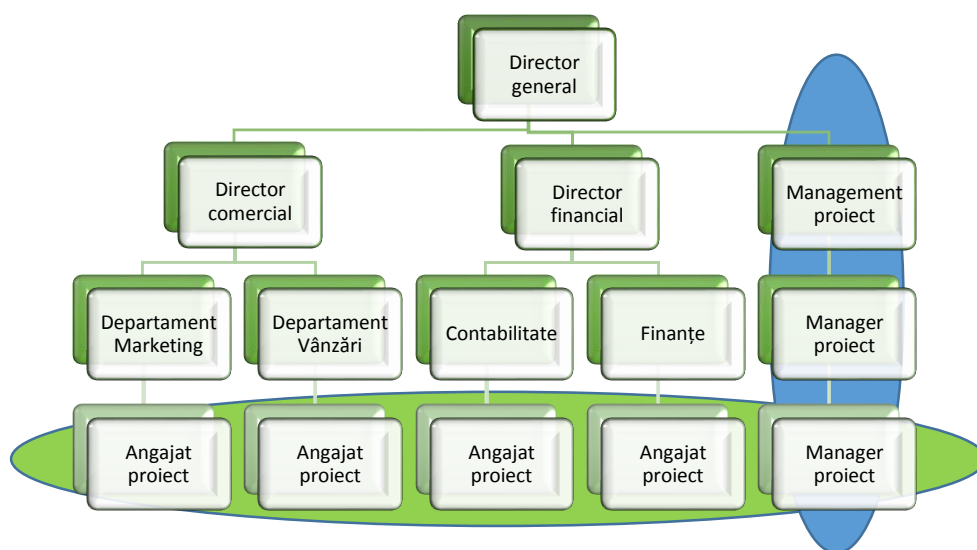 Director
general
Director
comercial
Director
financial
Management
proiect
Departament
Marketing
Departament
Vânzări
Contabilitate
Finanțe
Manager
proiect
Angajat
proiect
Angajat
proiect
Angajat
proiect
Angajat
proiect
Manager
proiect